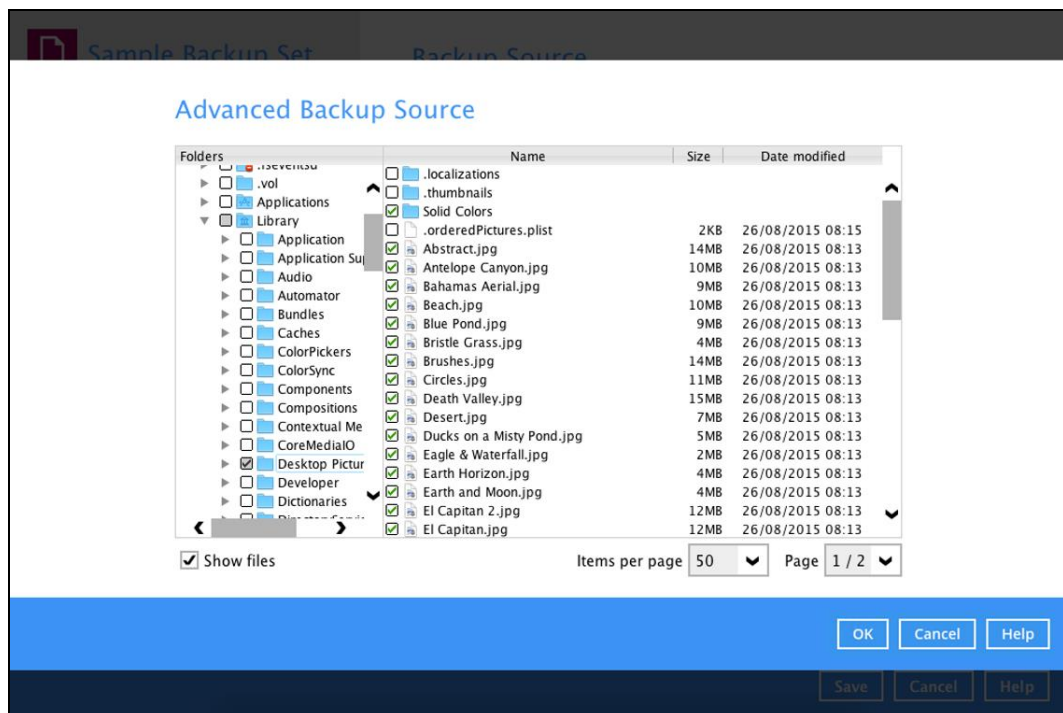 Sample Backup Set
Backup Source
Advanced Backup Source
Folders
Name
Size
Date modified
.fseventsd
.vol
Applications
Library
Application
Application Su
Audio
Automator
Bundles
Caches
ColorPickers
ColorSync
Components
Compositions
Contextual Me
CoreMediaIO
Desktop Pictur
Developer
Dictionaries
.localizations
.thumbnails
Solid Colors
.orderedPictures.plist 2KB 26/08/2015 08:15
Abstract.jpg 14MB 26/08/2015 08:13
Antelope Canyon.jpg 10MB 26/08/2015 08:13
Bahamas Aerial.jpg 9MB 26/08/2015 08:13
Beach.jpg 10MB 26/08/2015 08:13
Blue Pond.jpg 9MB 26/08/2015 08:13
Bristle Grass.jpg 4MB 26/08/2015 08:13
Brushes.jpg 14MB 26/08/2015 08:13
Circles.jpg 11MB 26/08/2015 08:13
Death Valley.jpg 15MB 26/08/2015 08:13
Desert.jpg 7MB 26/08/2015 08:13
Ducks on a Misty Pond.jpg 5MB 26/08/2015 08:13
Eagle & Waterfall.jpg 2MB 26/08/2015 08:13
Earth Horizon.jpg 4MB 26/08/2015 08:13
Earth and Moon.jpg 4MB 26/08/2015 08:13
El Capitan 2.jpg 12MB 26/08/2015 08:13
El Capitan.jpg 12MB 26/08/2015 08:13
Show files
Items per page 50
Page 1 / 2
OK
Cancel
Help
Save
Cancel
Help